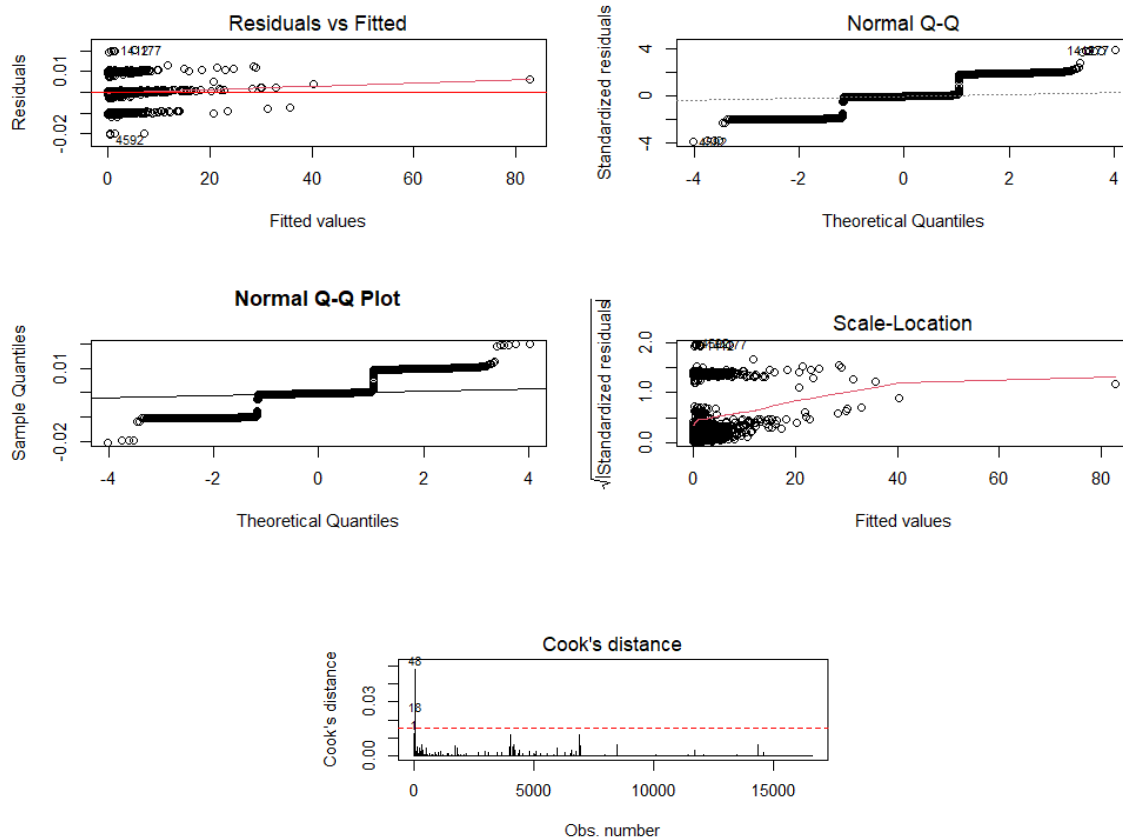 Residuals vs Fitted
Residuals
0.01
-0.02
4592
0 20 40 60 80
Fitted values
Normal Q-Q
Standardized residuals
4
0
-4
-4 -2 0 2 4
Theoretical Quantiles
Normal Q-Q Plot
Sample Quantiles
0.01
-0.02
-4 -2 0 2 4
Theoretical Quantiles
Scale-Location
√|Standardized residuals|
2.0
1.0
0.0
0 20 40 60 80
Fitted values
Cook's distance
Cook's distance
48
18
0.03
0.00
0 5000 10000 15000
Obs. number